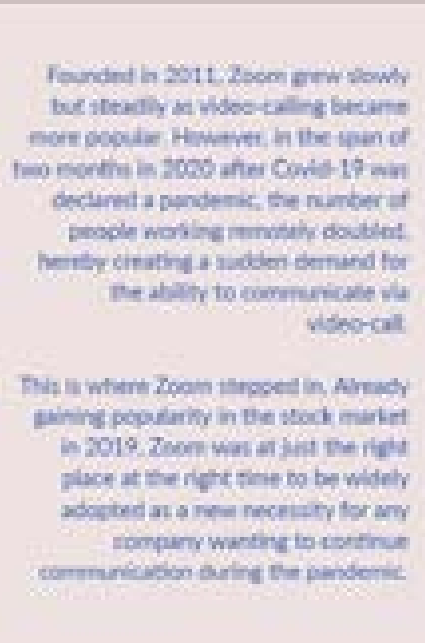 Founded in 2011, Zoom grew slowly
but steadily as video-calling became
more popular. However, in the span of
two months in 2020 after Covid-19 was
declared a pandemic, the number of
people working remotely doubled,
hereby creating a sudden demand for
the ability to communicate via
video-call.
This is where Zoom stepped in. Already
gaining popularity in the stock market
in 2019, Zoom was at just the right
place at the right time to be widely
adopted as a new necessity for any
company wanting to continue
communication during the pandemic.